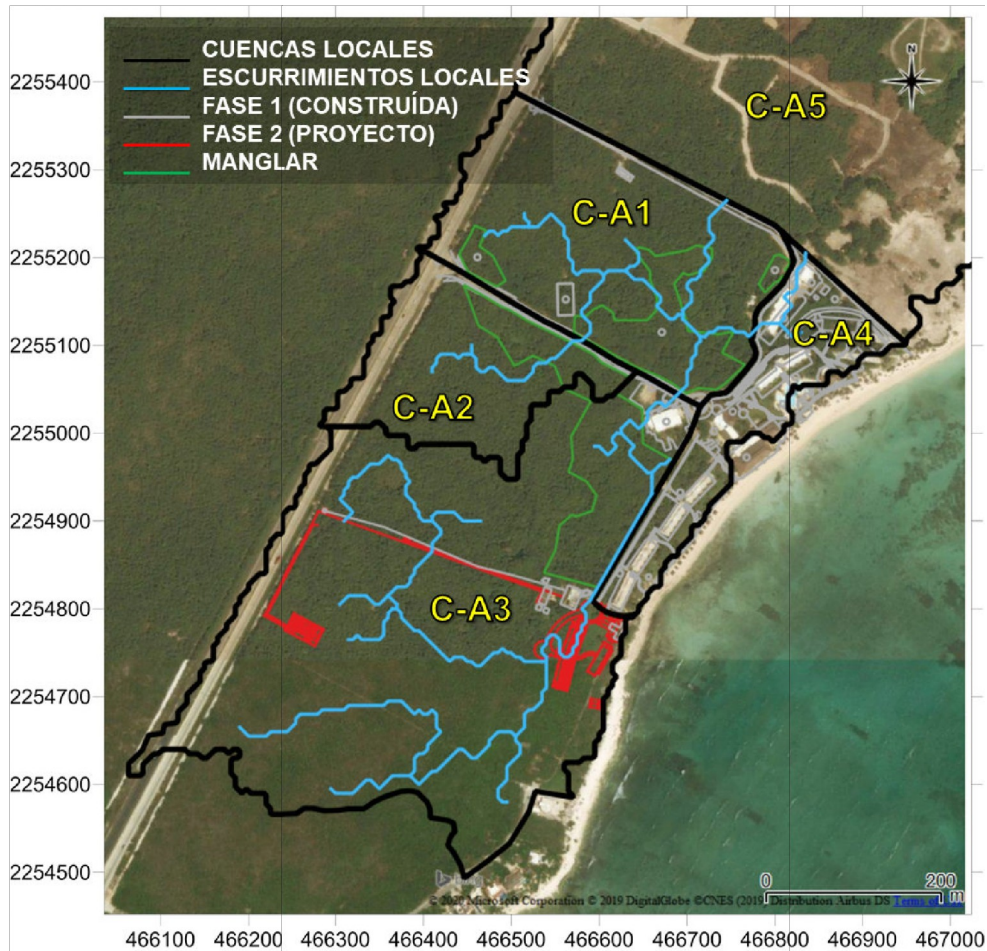 CUENCAS LOCALES
ESCURRIMIENTOS LOCALES
FASE 1 (CONSTRUÍDA)
FASE 2 (PROYECTO)
MANGLAR
N
C-A5
C-A1
C-A4
C-A2
C-A3
2255400
2255300
2255200
2255100
2255000
2254900
2254800
2254700
2254600
2254500
0 200 m
© 2020 Microsoft Corporation © 2019 DigitalGlobe ©CNES (2019) Distribution Airbus DS Terms of
466100 466200 466300 466400 466500 466600 466700 466800 466900 467000